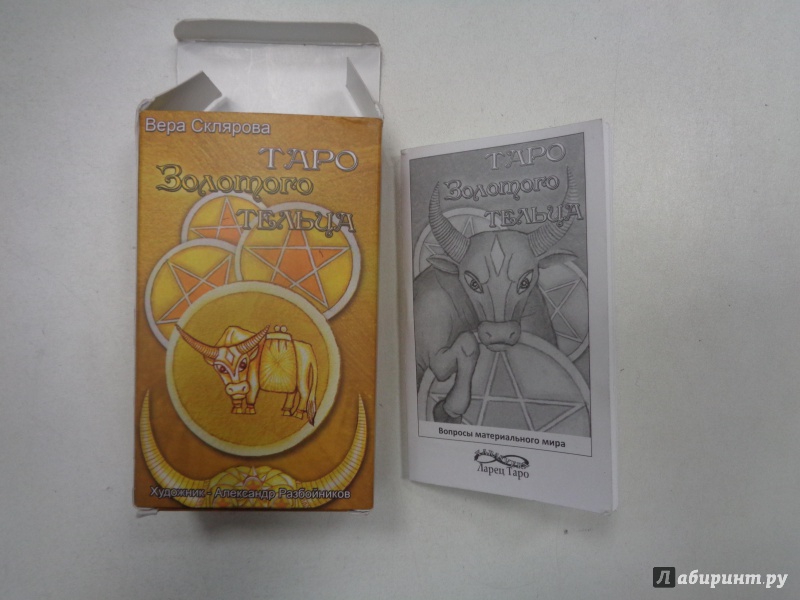 Вера Склярова
ТАРО
Золотого
ТЕЛЬЦА
Художник - Александр Разбойников
ТАРО
Золотого
ТЕЛЬЦА
Вопросы материального мира
Ларец Таро
Лабиринт.ру